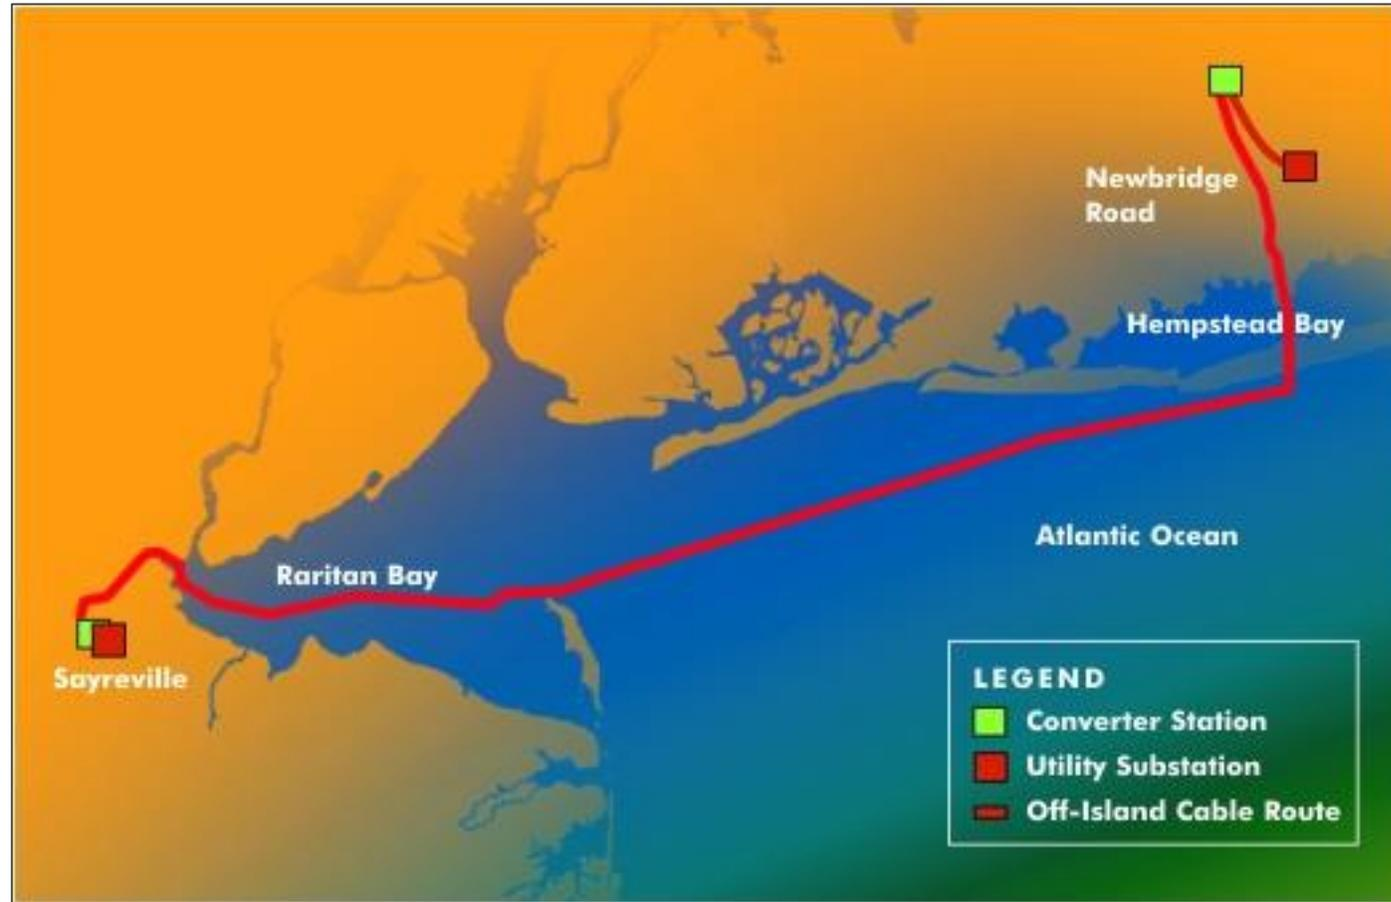 Newbridge
Road
Hempstead Bay
Atlantic Ocean
Raritan Bay
Sayreville
LEGEND
Converter Station
Utility Substation
Off-Island Cable Route